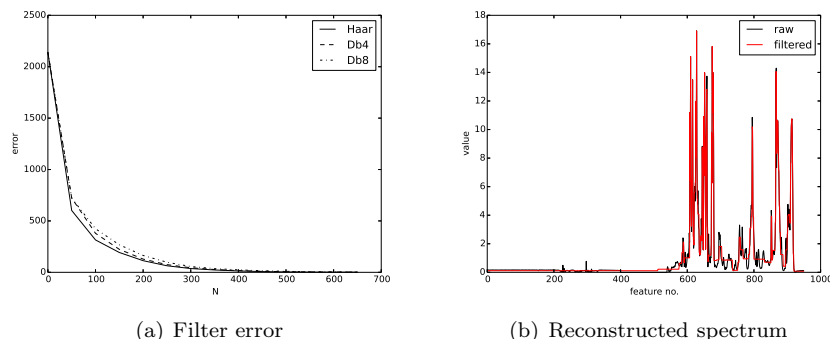 2500
2000
1500
1000
500
0
error
0 100 200 300 400 500 600 700
N
Haar
Db4
Db8
(a) Filter error
18
16
14
12
10
8
6
4
2
0
value
0 200 400 600 800 1000
feature no.
raw
filtered
(b) Reconstructed spectrum